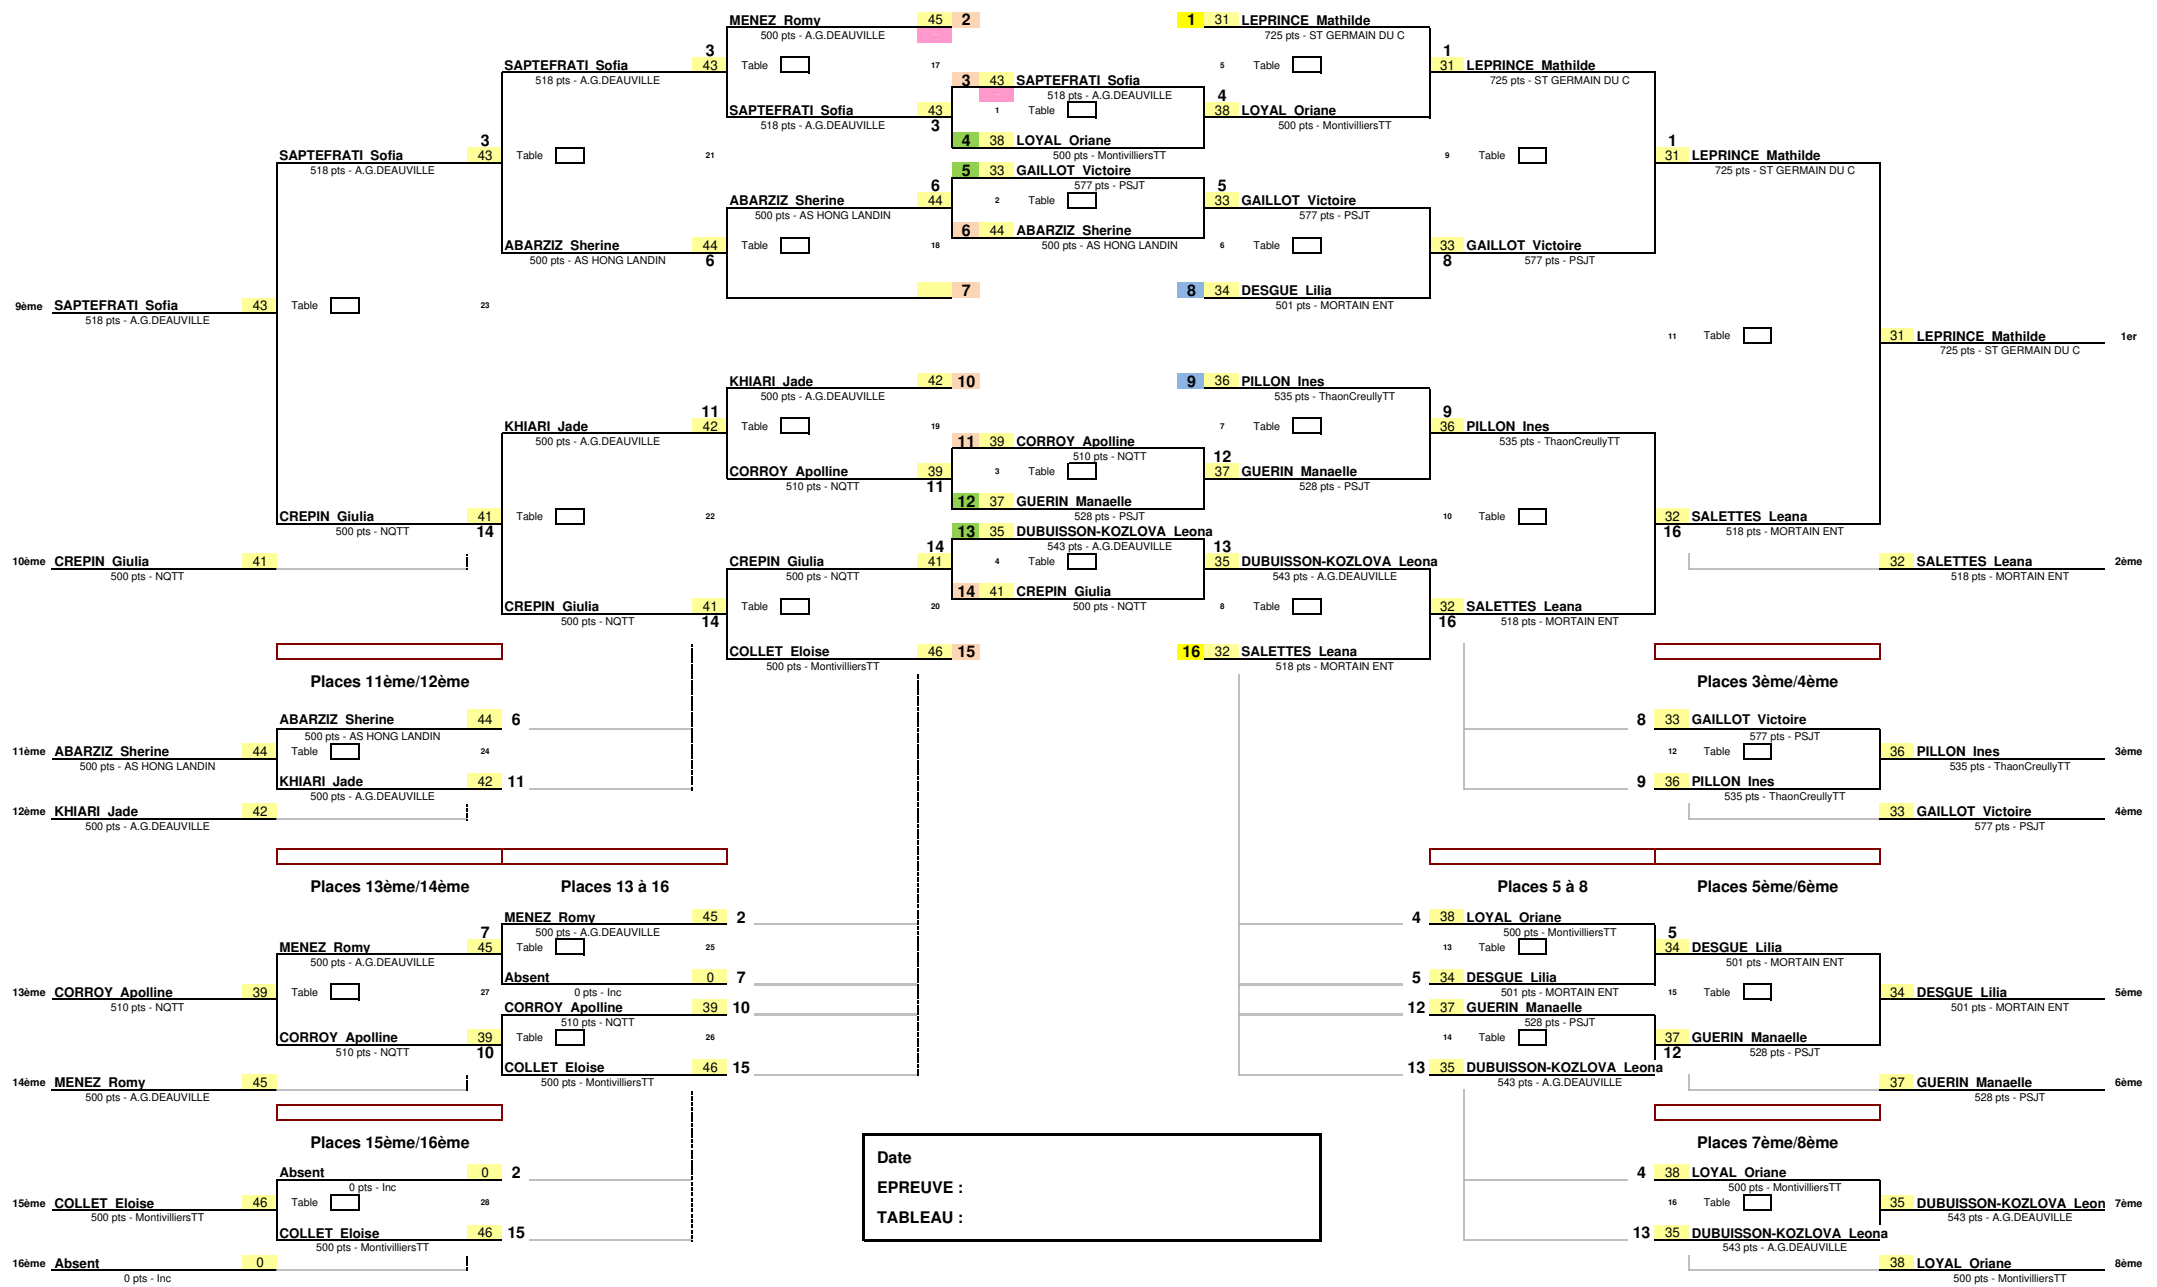 MENEZ Romy 45 2 1 31 LEPRINCE Mathilde
500 pts - A.G.DEAUVILLE 725 pts - ST GERMAIN DU C
3 1
SAPTEFRATI Sofia 43 Table 17 5 Table 31 LEPRINCE Mathilde
518 pts - A.G.DEAUVILLE 3 43 SAPTEFRATI Sofia 725 pts - ST GERMAIN DU C
518 pts - A.G.DEAUVILLE 4
SAPTEFRATI Sofia 43 1 Table 38 LOYAL Oriane
518 pts - A.G.DEAUVILLE 3 500 pts - MontivilliersTT
3 4 38 LOYAL Oriane 1
SAPTEFRATI Sofia 43 Table 21 500 pts - MontivilliersTT 9 Table 31 LEPRINCE Mathilde
518 pts - A.G.DEAUVILLE 5 33 GAILLOT Victoire 725 pts - ST GERMAIN DU C
6 577 pts - PSJT 5
ABARZIZ Sherine 44 2 Table 33 GAILLOT Victoire
500 pts - AS HONG LANDIN 577 pts - PSJT
6 44 ABARZIZ Sherine
ABARZIZ Sherine 44 Table 18 500 pts - AS HONG LANDIN 6 Table 33 GAILLOT Victoire
500 pts - AS HONG LANDIN 6 8 577 pts - PSJT
7 8 34 DESGUE Lilia
9ème SAPTEFRATI Sofia 43 Table 23 501 pts - MORTAIN ENT
518 pts - A.G.DEAUVILLE
11 Table 31 LEPRINCE Mathilde 1er
725 pts - ST GERMAIN DU C
KHIARI Jade 42 10 9 36 PILLON Ines
500 pts - A.G.DEAUVILLE 535 pts - ThaonCreullyTT
11 9
KHIARI Jade 42 Table 19 7 Table 36 PILLON Ines
500 pts - A.G.DEAUVILLE 11 39 CORROY Apolline 535 pts - ThaonCreullyTT
510 pts - NQTT 12
CORROY Apolline 39 3 Table 37 GUERIN Manaelle
510 pts - NQTT 11 528 pts - PSJT
12 37 GUERIN Manaelle
CREPIN Giulia 41 Table 22 528 pts - PSJT 10 Table 32 SALETTES Leana
500 pts - NQTT 14 13 35 DUBUISSON-KOZLOVA Leona 16 518 pts - MORTAIN ENT
14 543 pts - A.G.DEAUVILLE 13
10ème CREPIN Giulia 41 CREPIN Giulia 41 4 Table 35 DUBUISSON-KOZLOVA Leona 32 SALETTES Leana 2ème
500 pts - NQTT 500 pts - NQTT 543 pts - A.G.DEAUVILLE 518 pts - MORTAIN ENT
14 41 CREPIN Giulia
CREPIN Giulia 41 Table 20 500 pts - NQTT 8 Table 32 SALETTES Leana
500 pts - NQTT 14 16 518 pts - MORTAIN ENT
COLLET Eloise 46 15 16 32 SALETTES Leana
500 pts - MontivilliersTT 518 pts - MORTAIN ENT
Places 11ème/12ème Places 3ème/4ème
ABARZIZ Sherine 44 6 8 33 GAILLOT Victoire
500 pts - AS HONG LANDIN 577 pts - PSJT
11ème ABARZIZ Sherine 44 Table 24 12 Table 36 PILLON Ines 3ème
500 pts - AS HONG LANDIN 535 pts - ThaonCreullyTT
KHIARI Jade 42 11 9 36 PILLON Ines
500 pts - A.G.DEAUVILLE 535 pts - ThaonCreullyTT
12ème KHIARI Jade 42 33 GAILLOT Victoire 4ème
500 pts - A.G.DEAUVILLE 577 pts - PSJT
Places 13ème/14ème Places 13 à 16 Places 5 à 8 Places 5ème/6ème
MENEZ Romy 45 2 4 38 LOYAL Oriane
7 500 pts - A.G.DEAUVILLE 500 pts - MontivilliersTT 5
MENEZ Romy 45 Table 25 13 Table 34 DESGUE Lilia
500 pts - A.G.DEAUVILLE 501 pts - MORTAIN ENT
Absent 0 7 5 34 DESGUE Lilia
13ème CORROY Apolline 39 Table 27 0 pts - Inc 501 pts - MORTAIN ENT 15 Table 34 DESGUE Lilia 5ème
510 pts - NQTT CORROY Apolline 39 10 12 37 GUERIN Manaelle 501 pts - MORTAIN ENT
510 pts - NQTT 528 pts - PSJT
CORROY Apolline 39 Table 26 14 Table 37 GUERIN Manaelle
510 pts - NQTT 10 12 528 pts - PSJT
COLLET Eloise 46 15 13 35 DUBUISSON-KOZLOVA Leona
14ème MENEZ Romy 45 500 pts - MontivilliersTT 543 pts - A.G.DEAUVILLE 37 GUERIN Manaelle 6ème
500 pts - A.G.DEAUVILLE 528 pts - PSJT
Places 15ème/16ème Places 7ème/8ème
Date
Absent 0 2 4 38 LOYAL Oriane
0 pts - Inc EPREUVE : 500 pts - MontivilliersTT
15ème COLLET Eloise 46 Table 28 16 Table 35 DUBUISSON-KOZLOVA Leon 7ème
500 pts - MontivilliersTT TABLEAU : 543 pts - A.G.DEAUVILLE
COLLET Eloise 46 15 13 35 DUBUISSON-KOZLOVA Leona
500 pts - MontivilliersTT 543 pts - A.G.DEAUVILLE
16ème Absent 0 38 LOYAL Oriane 8ème
0 pts - Inc 500 pts - MontivilliersTT